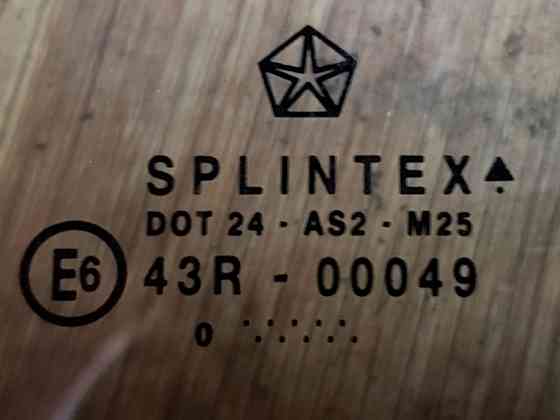 SPLINTEX
DOT 24 · AS2 · M25
E6 43R - 00049
0